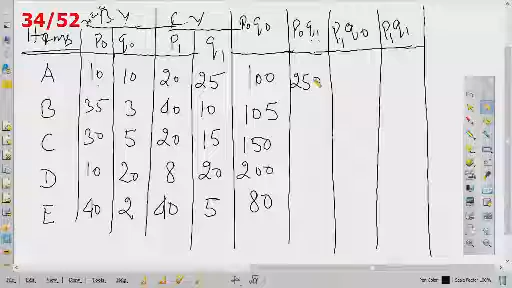 34/52
B Y C Y P₀q₀ P₀q₁ P₁q₀ P₁q₁
Items P₀ q₀ P₁ q₁
A 10 10 20 25 100 250
B 35 3 40 10 105
C 30 5 20 15 150
D 10 20 8 20 200
E 40 2 40 5 80